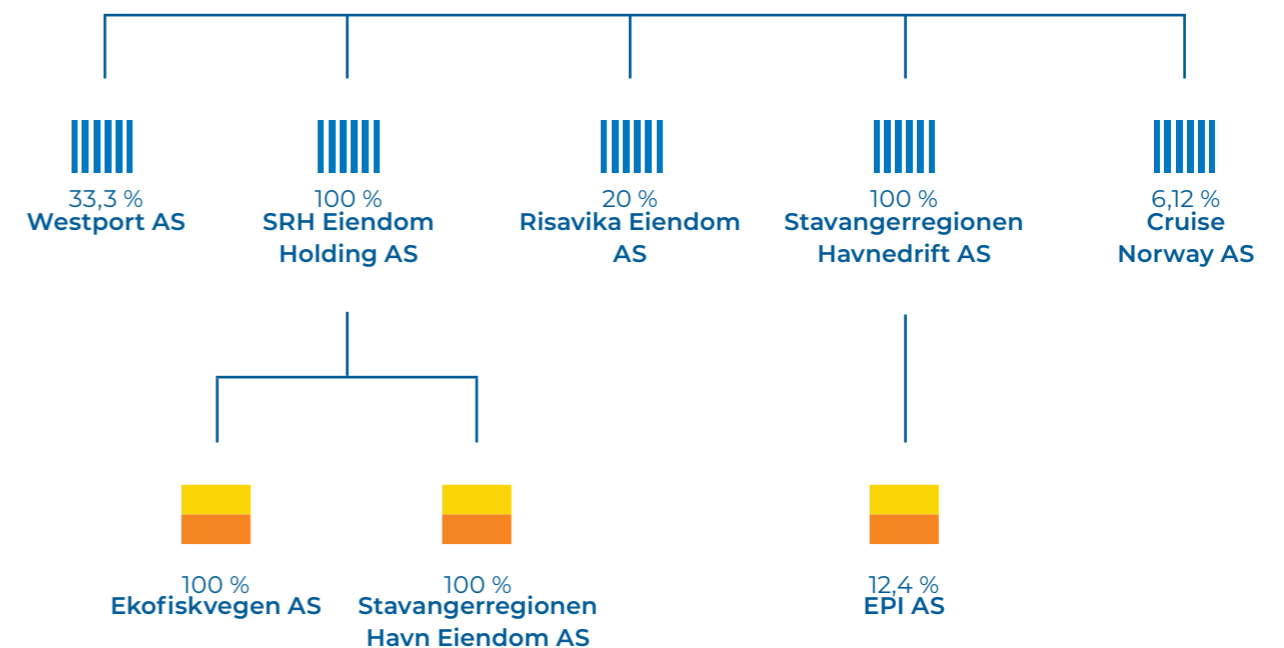 33,3 %
Westport AS
100 %
SRH Eiendom
Holding AS
20 %
Risavika Eiendom
AS
100 %
Stavangerregionen
Havnedrift AS
6,12 %
Cruise
Norway AS
100 %
Ekofiskvegen AS
100 %
Stavangerregionen
Havn Eiendom AS
12,4 %
EPI AS